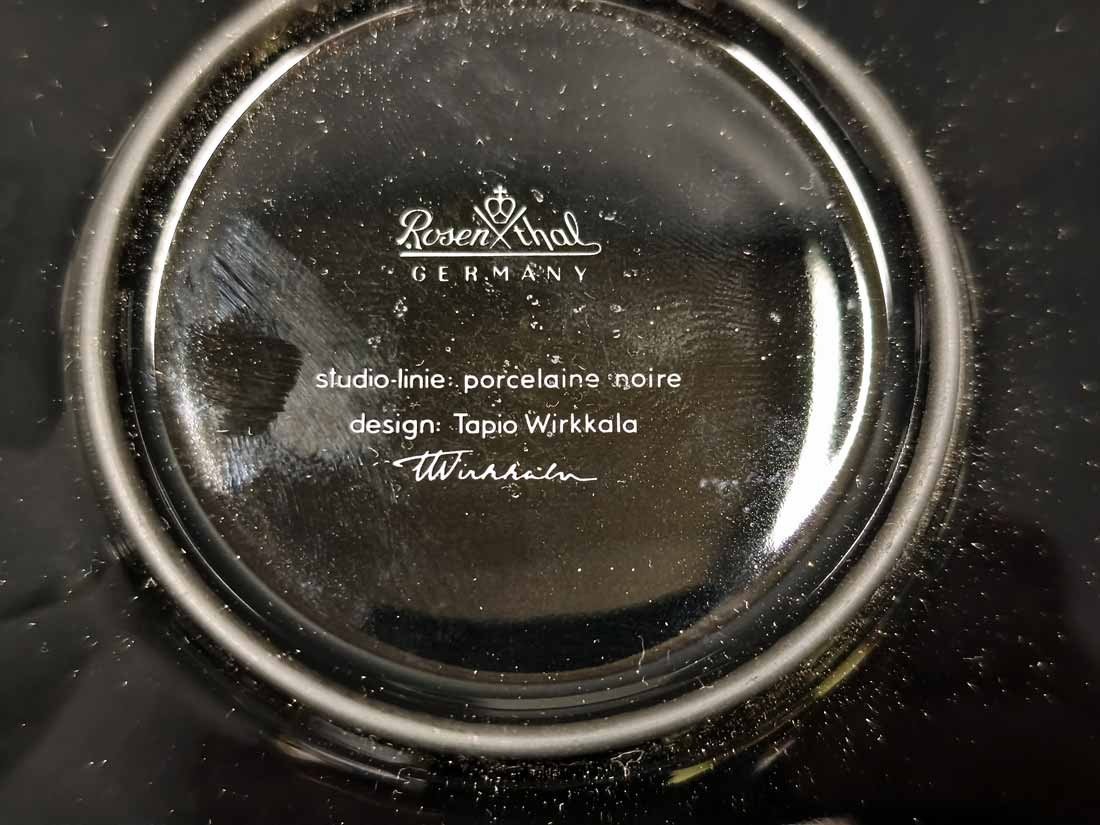 Rosenthal
GERMANY
studio-linie: porcelaine noire
design: Tapio Wirkkala
TWirkkala